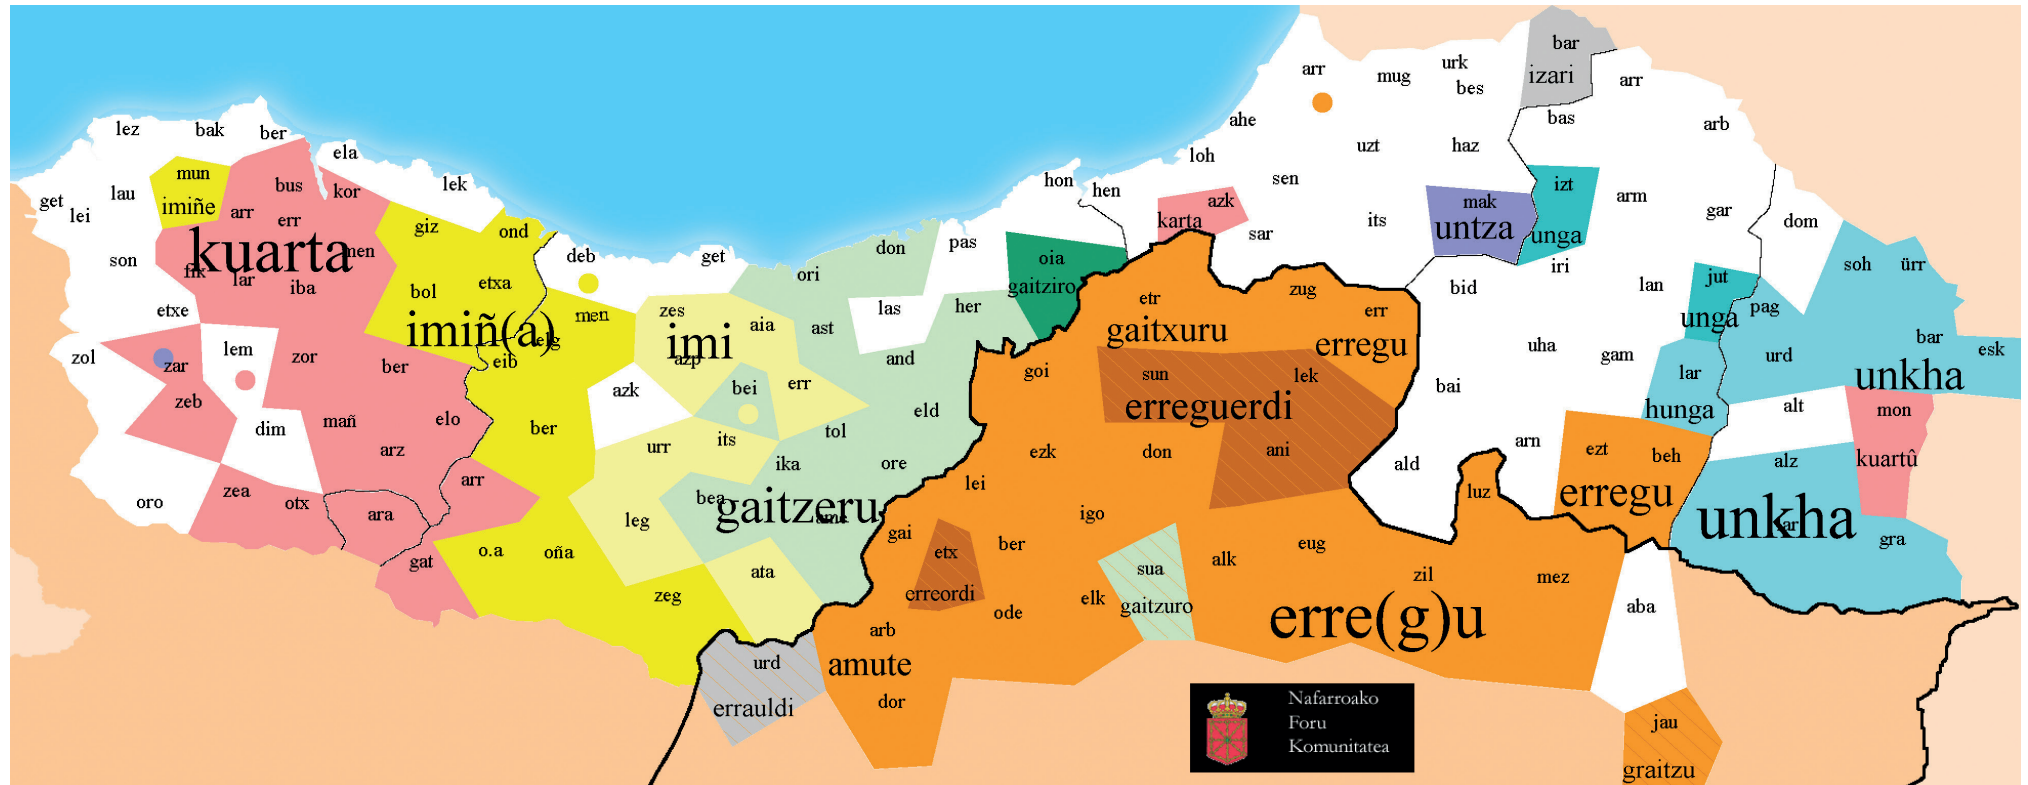 bar
izari
arr
mug
urk
bes
arr
lez
bak
ber
ahe
bas
arb
ela
uzt
haz
loh
mun
imiñe
lau
bus
kor
lek
hon
hen
sen
izt
get
lei
arr
err
azk
karta
its
mak
untza
unga
arm
gar
dom
kuarta
men
giz
ond
don
pas
sar
son
fik
lar
iba
deb
get
ori
oia
gaitziro
iri
soh
ürr
bol
etxa
etxe
men
zes
aia
ast
las
her
etr
zug
err
bid
lan
jut
unga
pag
imiñ(a)
elg
imi
azp
gaitxuru
erregu
zol
zar
lem
zor
ber
eib
and
uha
gam
urd
bar
esk
unkha
azk
bei
err
goi
sun
lek
erreguerdi
bai
lar
hunga
zeb
dim
mañ
elo
ber
its
tol
eld
alt
mon
kuartû
arz
urr
ika
ore
ezk
don
ani
ald
arn
ezt
beh
erregu
alz
oro
zea
otx
ara
arr
leg
bea
gaitzeru
ame
lei
igo
luz
unkha
lar
gra
gat
o.a
oña
ata
gai
etx
erreordi
ber
sua
gaitzuro
alk
eug
zil
mez
zeg
ode
elk
erre(g)u
aba
urd
errauldi
arb
amute
dor
jau
graitzu
Nafarroako
Foru
Komunitatea